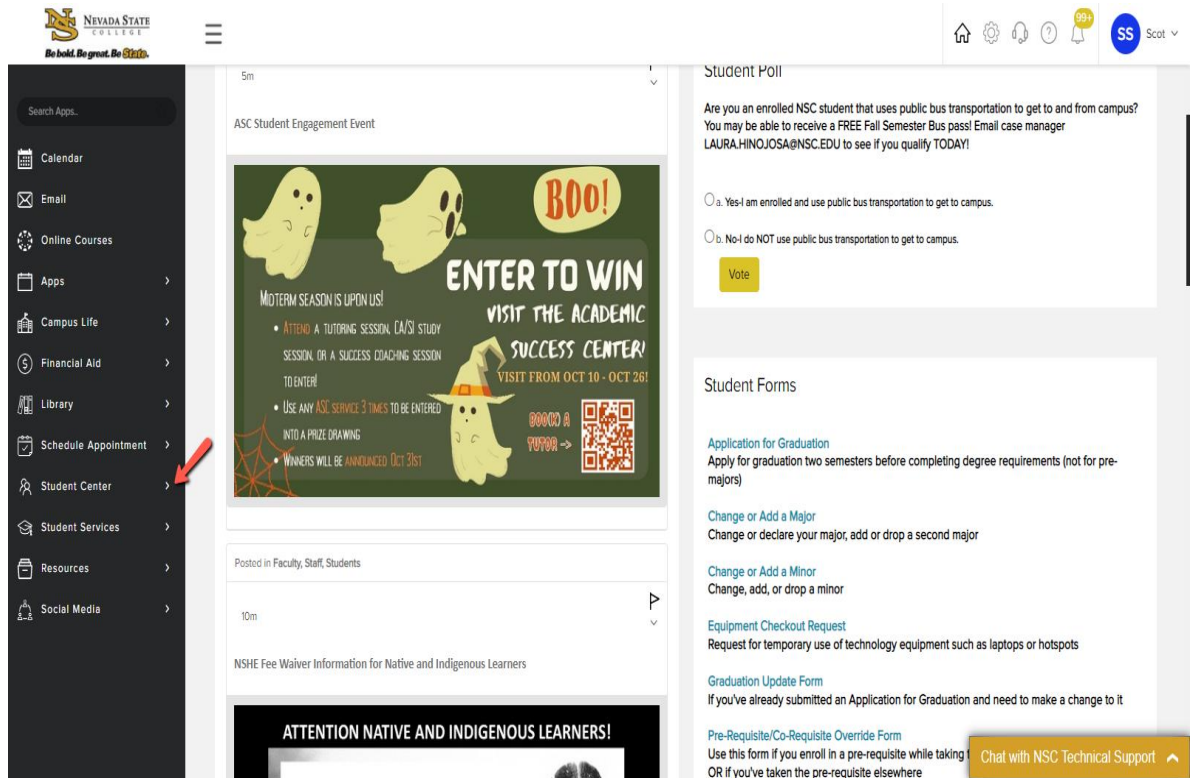 NEVADA STATE
COLLEGE
Be bold. Be great. Be State.
99+
SS
Scot
Search Apps..
Calendar
Email
Online Courses
Apps
Campus Life
Financial Aid
Library
Schedule Appointment
Student Center
Student Services
Resources
Social Media
5m
ASC Student Engagement Event
BOO!
ENTER TO WIN
VISIT THE ACADEMIC
SUCCESS CENTER!
VISIT FROM OCT 10 - OCT 26!
MIDTERM SEASON IS UPON US!
• ATTEND A TUTORING SESSION, CA/SI STUDY
SESSION, OR A SUCCESS COACHING SESSION
TO ENTER!
• USE ANY ASC SERVICE 3 TIMES TO BE ENTERED
INTO A PRIZE DRAWING
• WINNERS WILL BE ANNOUNCED OCT 31ST
BOO(K) A
TUTOR ->
Posted in Faculty, Staff, Students
10m
NSHE Fee Waiver Information for Native and Indigenous Learners
ATTENTION NATIVE AND INDIGENOUS LEARNERS!
Student Poll
Are you an enrolled NSC student that uses public bus transportation to get to and from campus?
You may be able to receive a FREE Fall Semester Bus pass! Email case manager
LAURA.HINOJOSA@NSC.EDU to see if you qualify TODAY!
a. Yes-I am enrolled and use public bus transportation to get to campus.
b. No-I do NOT use public bus transportation to get to campus.
Vote
Student Forms
Application for Graduation
Apply for graduation two semesters before completing degree requirements (not for pre-
majors)
Change or Add a Major
Change or declare your major, add or drop a second major
Change or Add a Minor
Change, add, or drop a minor
Equipment Checkout Request
Request for temporary use of technology equipment such as laptops or hotspots
Graduation Update Form
If you've already submitted an Application for Graduation and need to make a change to it
Pre-Requisite/Co-Requisite Override Form
Use this form if you enroll in a pre-requisite while taking
OR if you've taken the pre-requisite elsewhere
Chat with NSC Technical Support